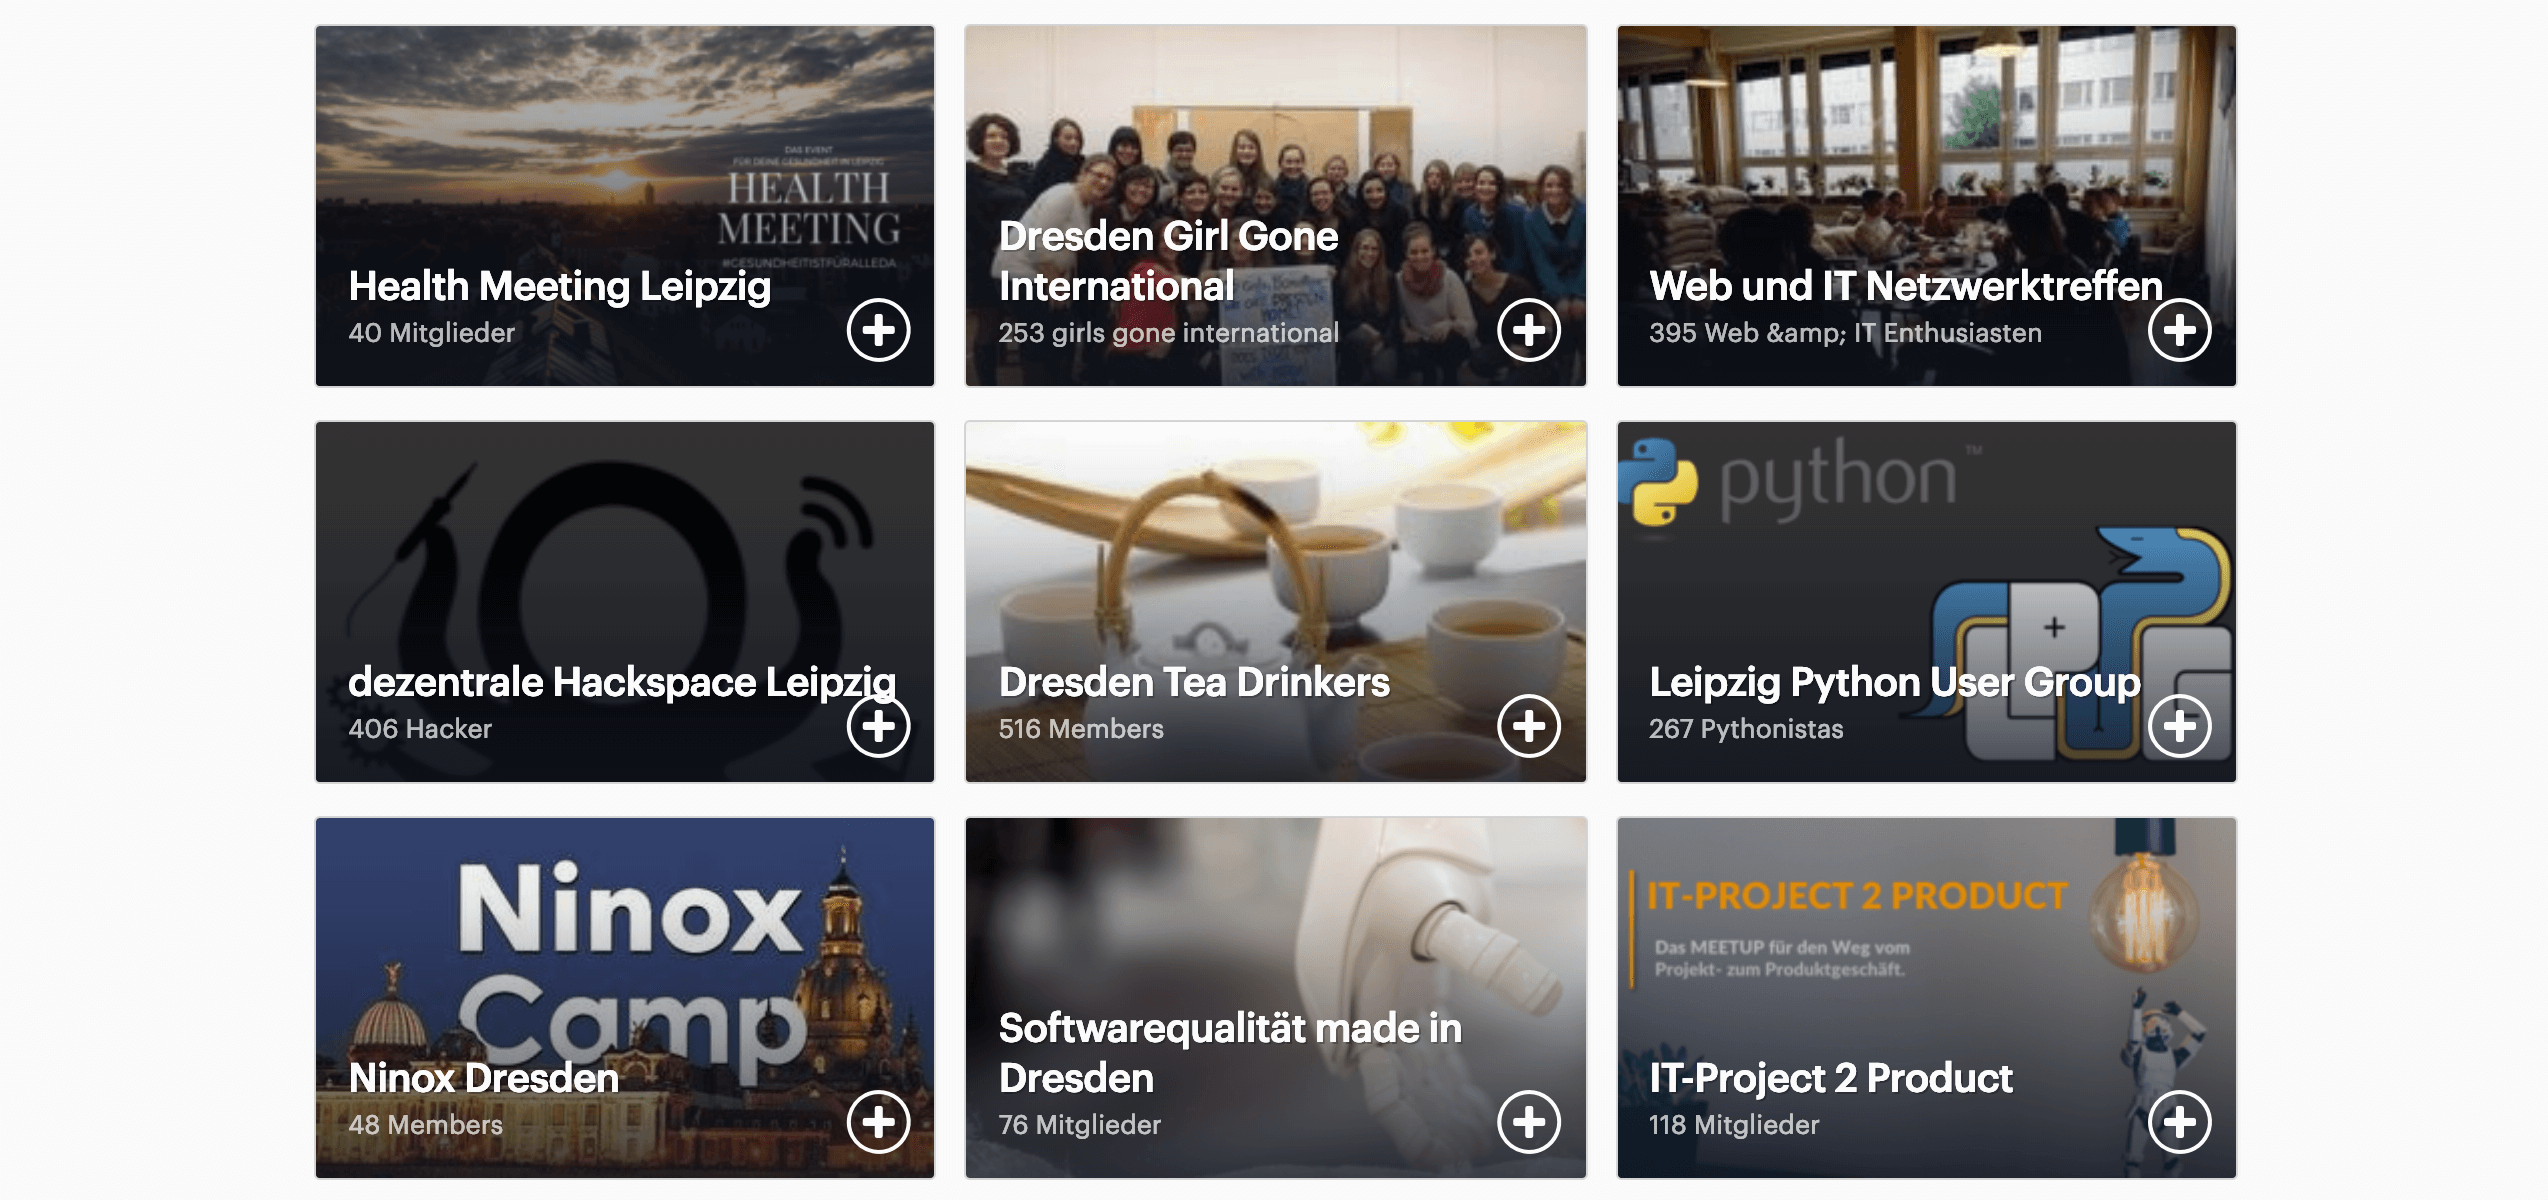 DAS EVENT
FÜR DEINE GESUNDHEIT IN LEIPZIG
HEALTH
MEETING
#GESUNDHEITISTFÜRALLEDA
Health Meeting Leipzig
40 Mitglieder
Dresden Girl Gone
International
253 girls gone international
Web und IT Netzwerktreffen
395 Web &amp; IT Enthusiasten
dezentrale Hackspace Leipzig
406 Hacker
Dresden Tea Drinkers
516 Members
python™
Leipzig Python User Group
267 Pythonistas
Ninox
Camp
Ninox Dresden
48 Members
Softwarequalität made in
Dresden
76 Mitglieder
IT-PROJECT 2 PRODUCT
Das MEETUP für den Weg vom
Projekt- zum Produktgeschäft.
IT-Project 2 Product
118 Mitglieder